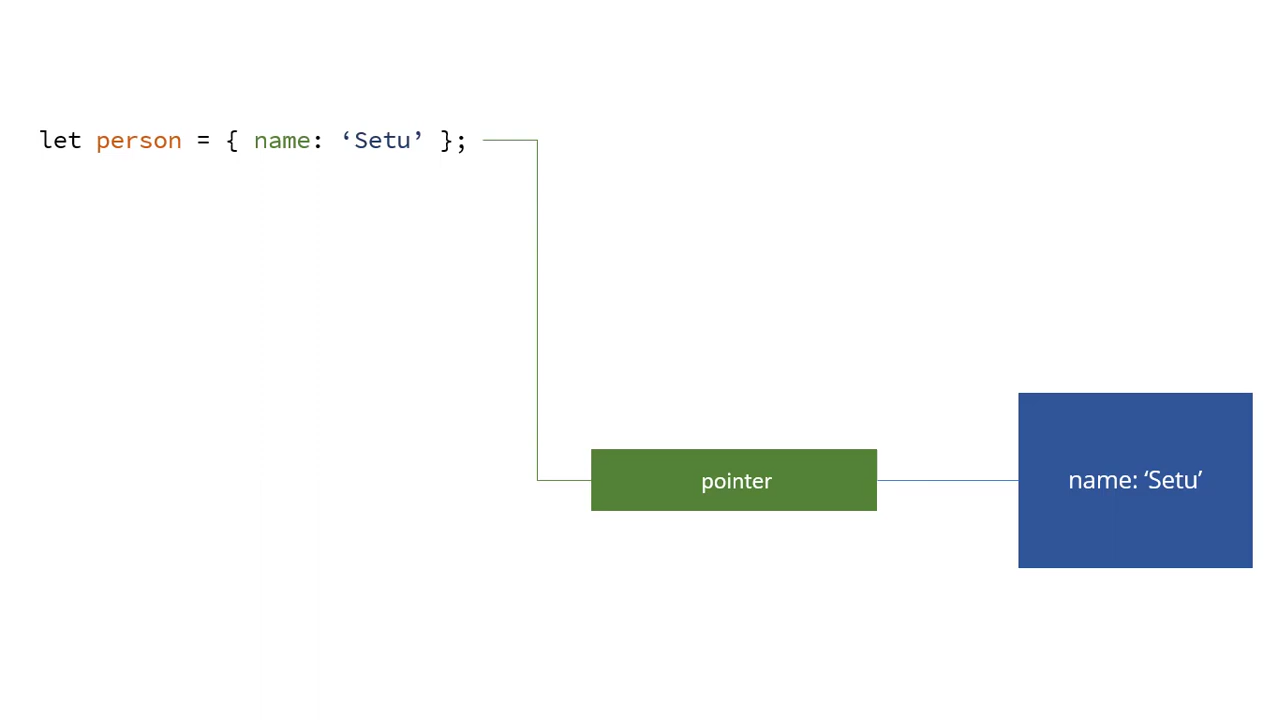 let person = { name: ‘Setu’ };
pointer
name: ‘Setu’